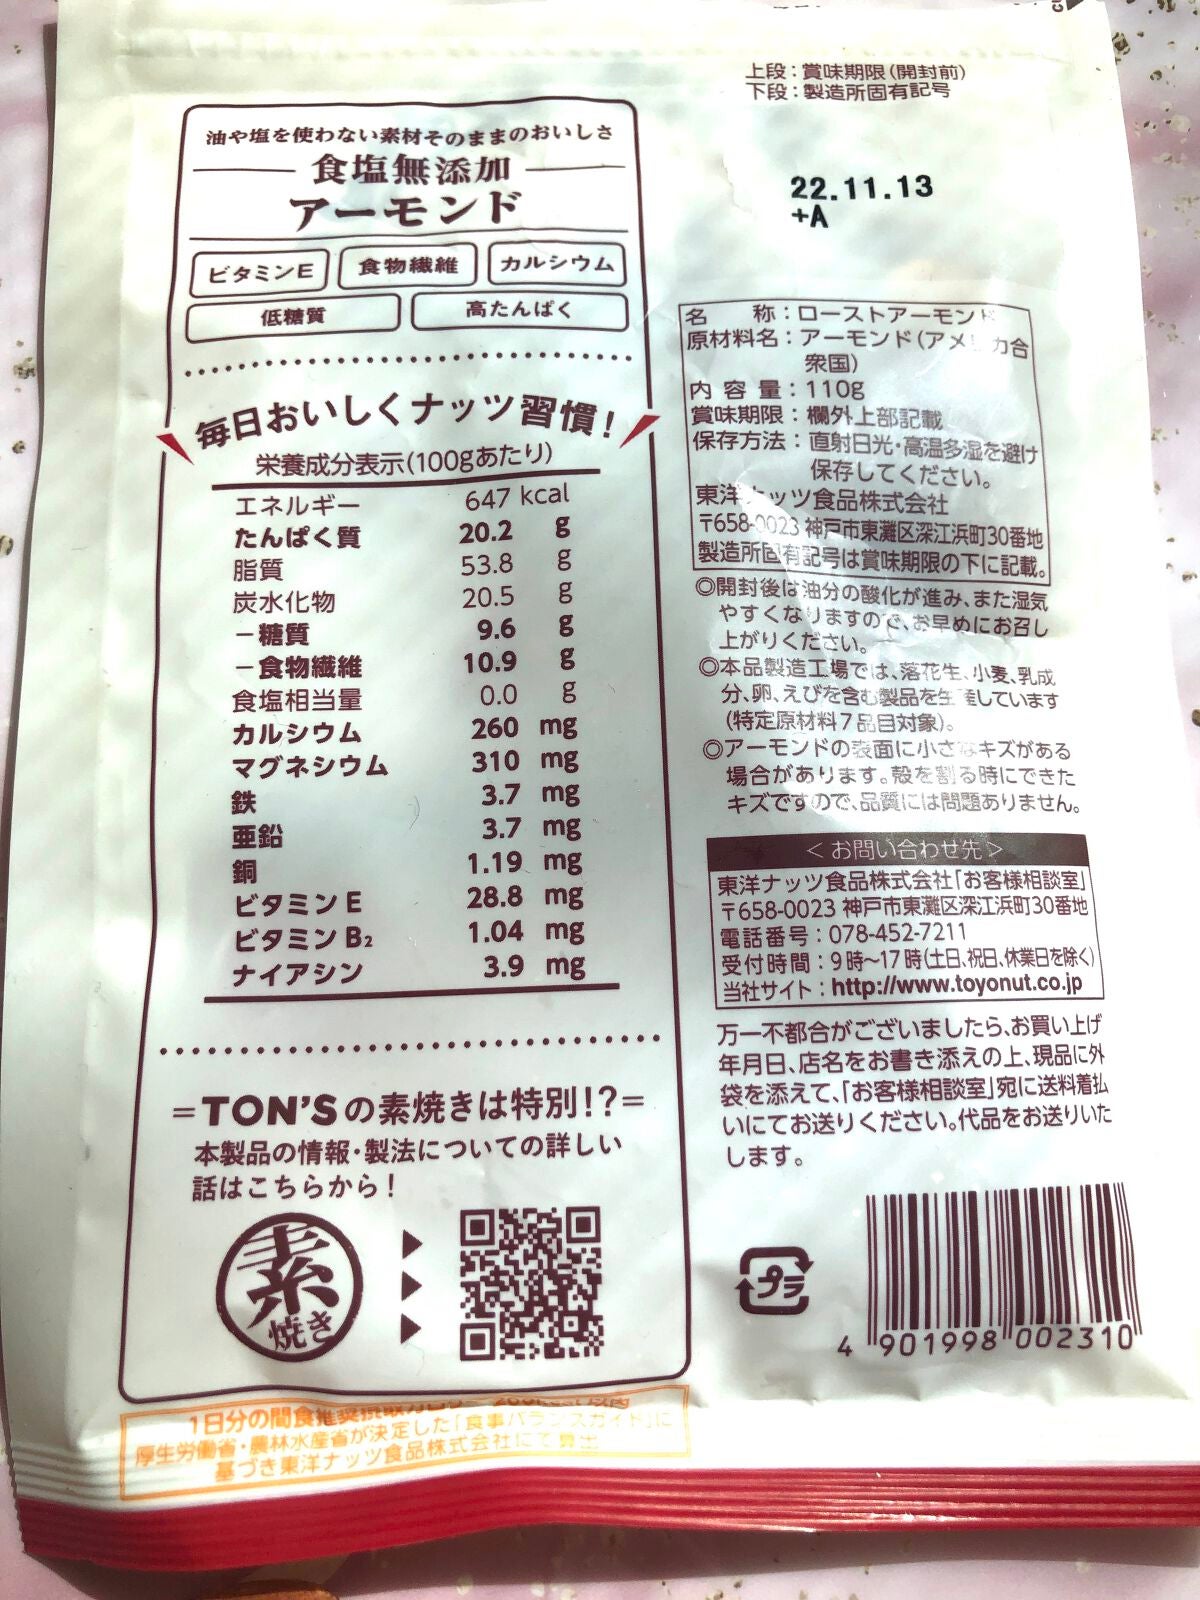 上段：賞味期限（開封前）
下段：製造所固有記号
22.11.13
+A
油や塩を使わない素材そのままのおいしさ
食塩無添加
アーモンド
ビタミンE 食物繊維 カルシウム
低糖質 高たんぱく
毎日おいしくナッツ習慣！
栄養成分表示（100gあたり）
エネルギー 647 kcal
たんぱく質 20.2 g
脂質 53.8 g
炭水化物 20.5 g
－糖質 9.6 g
－食物繊維 10.9 g
食塩相当量 0.0 g
カルシウム 260 mg
マグネシウム 310 mg
鉄 3.7 mg
亜鉛 3.7 mg
銅 1.19 mg
ビタミンE 28.8 mg
ビタミンB₂ 1.04 mg
ナイアシン 3.9 mg
＝TON'Sの素焼きは特別！？＝
本製品の情報・製法についての詳しい
話はこちらから！
素
焼き
1日分の間食推奨摂取カロリー 200kcal以内
厚生労働省・農林水産省が決定した「食事バランスガイド」に
基づき東洋ナッツ食品株式会社にて算出
名　　称：ローストアーモンド
原材料名：アーモンド（アメリカ合
衆国）
内容量：110g
賞味期限：欄外上部記載
保存方法：直射日光・高温多湿を避け
保存してください。
東洋ナッツ食品株式会社
〒658-0023 神戸市東灘区深江浜町30番地
製造所固有記号は賞味期限の下に記載。
◎開封後は油分の酸化が進み、また湿気
やすくなりますので、お早めにお召し
上がりください。
◎本品製造工場では、落花生、小麦、乳成
分、卵、えびを含む製品を生産しています
（特定原材料7品目対象）。
◎アーモンドの表面に小さなキズがある
場合があります。殻を割る時にできた
キズですので、品質には問題ありません。
＜お問い合わせ先＞
東洋ナッツ食品株式会社「お客様相談室」
〒658-0023 神戸市東灘区深江浜町30番地
電話番号：078-452-7211
受付時間：9時～17時（土日、祝日、休業日を除く）
当社サイト：http://www.toyonut.co.jp
万一不都合がございましたら、お買い上げ
年月日、店名をお書き添えの上、現品に外
袋を添えて、「お客様相談室」宛に送料着払
いにてお送りください。代品をお送りいた
します。
プラ
4 901998 002310